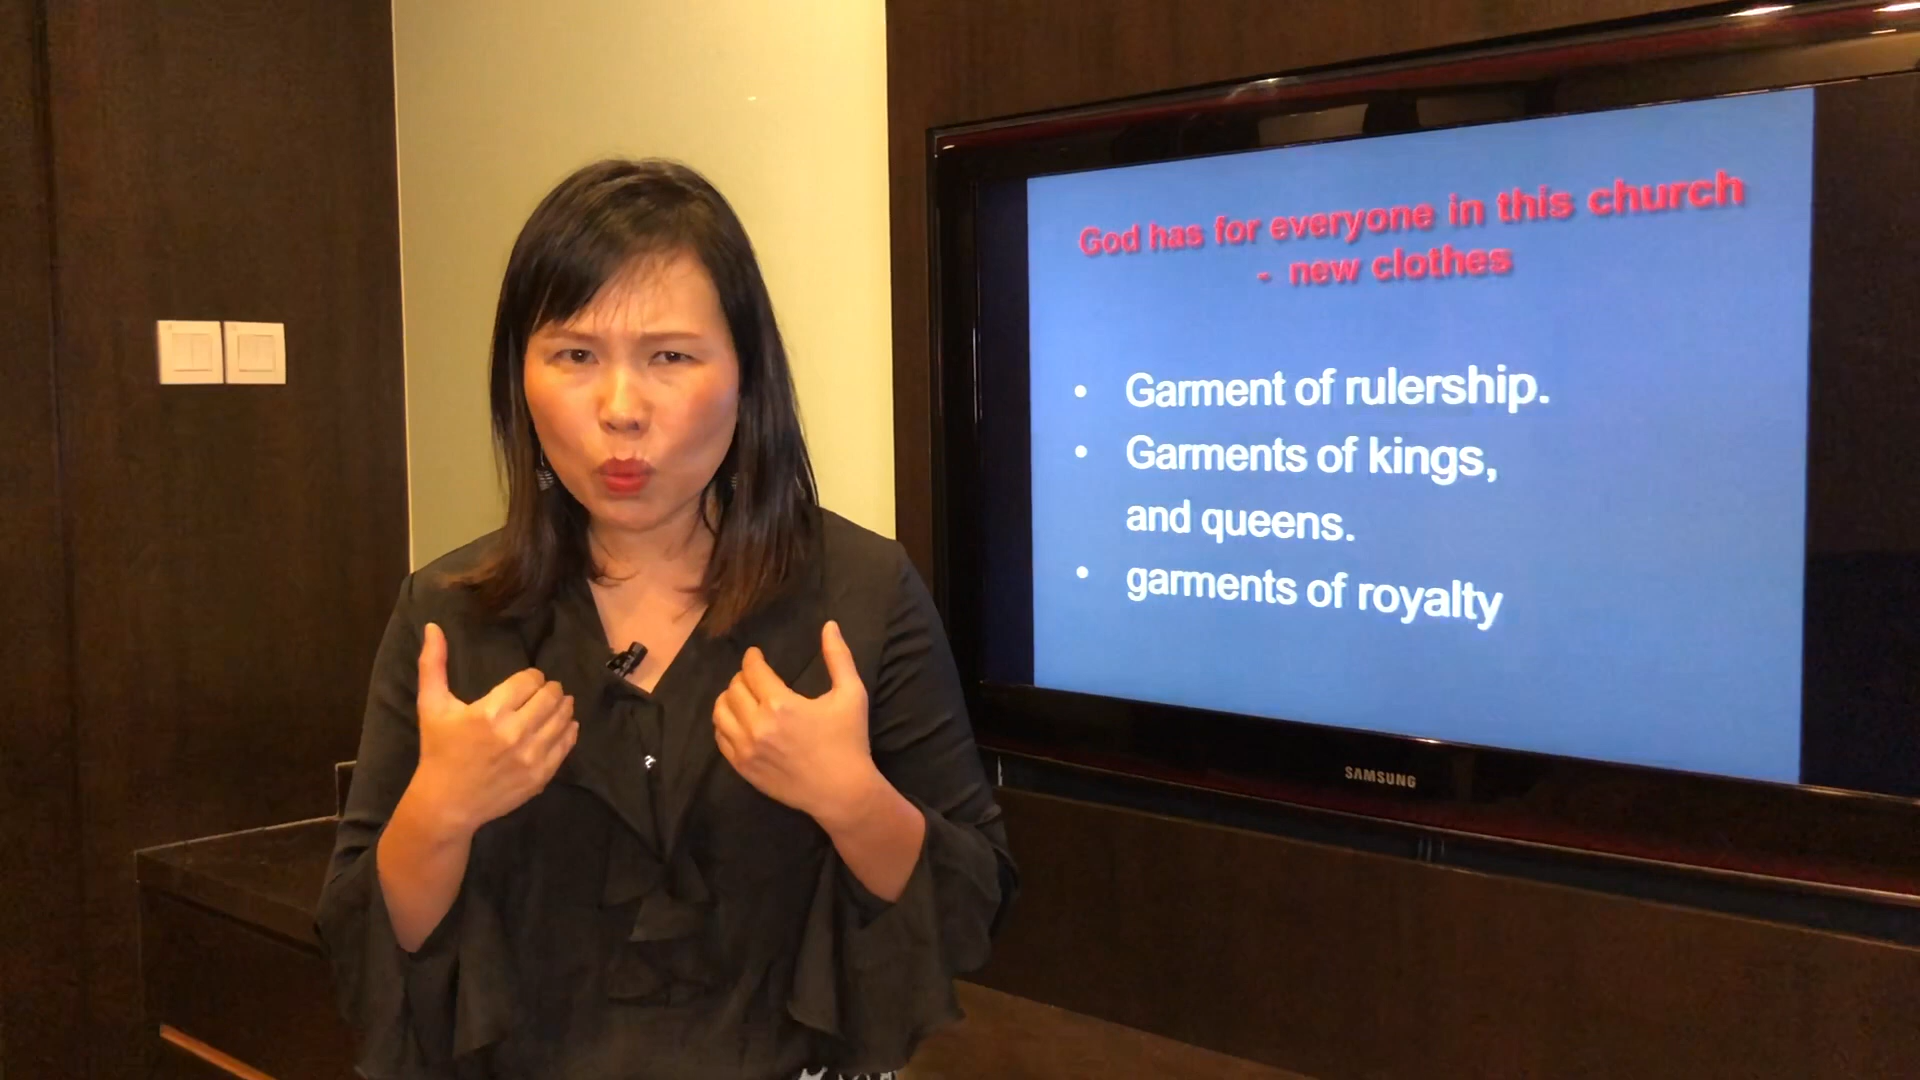 God has for everyone in this church
- new clothes
• Garment of rulership.
• Garments of kings,
and queens.
• garments of royalty
SAMSUNG